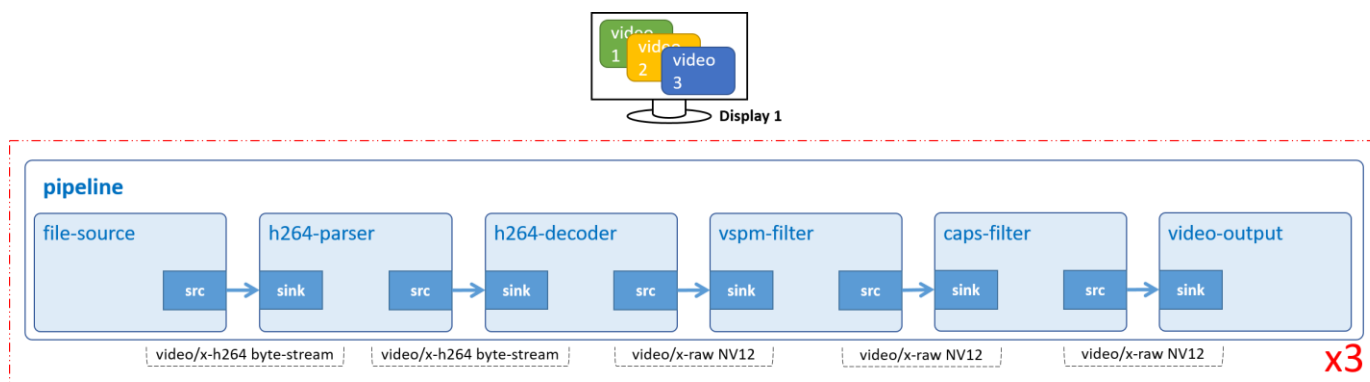 video
1
video
2
video
3
Display 1
pipeline
file-source
h264-parser
h264-decoder
vspm-filter
caps-filter
video-output
src
sink
src
sink
src
sink
src
sink
src
sink
video/x-h264 byte-stream
video/x-h264 byte-stream
video/x-raw NV12
video/x-raw NV12
video/x-raw NV12
x3